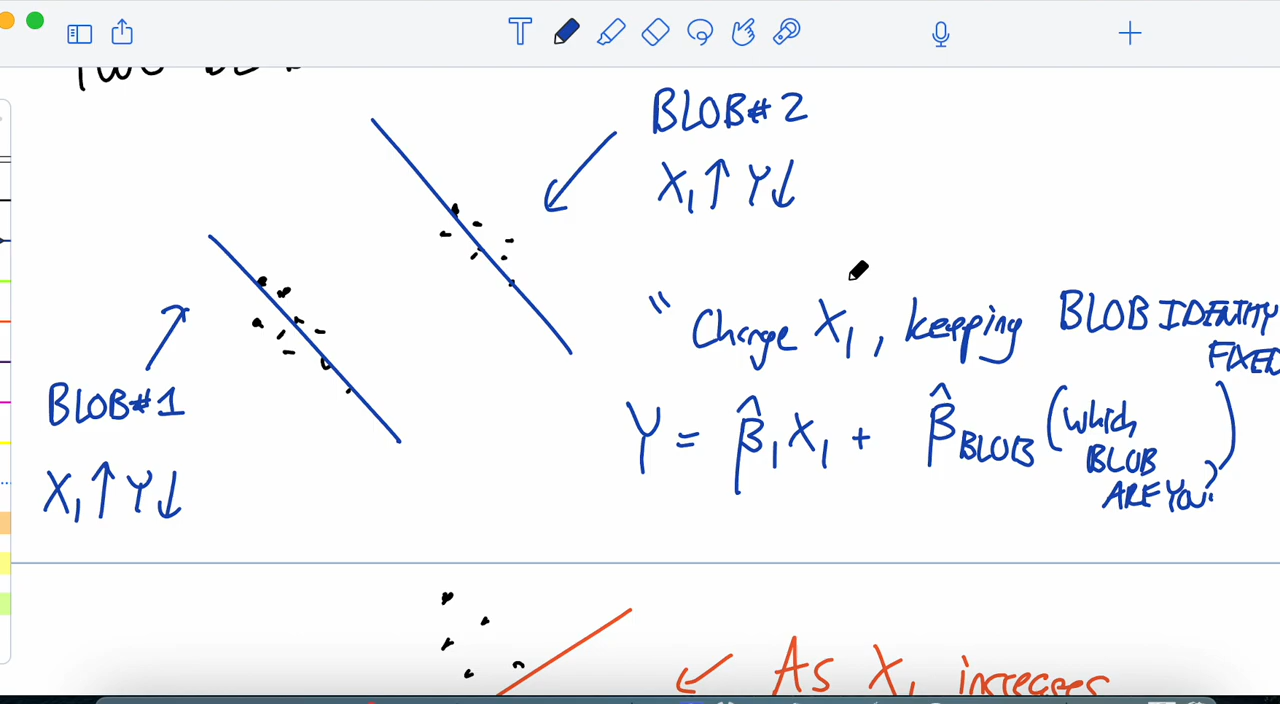 BLOB#2
X₁↑ Y↓
"Change X₁, keeping BLOB IDENTITY
FIXED
BLOB#1
X₁↑ Y↓
Y = β̂₁X₁ + β̂BLOB (which
BLOB
ARE YOU?)
As X₁ increases